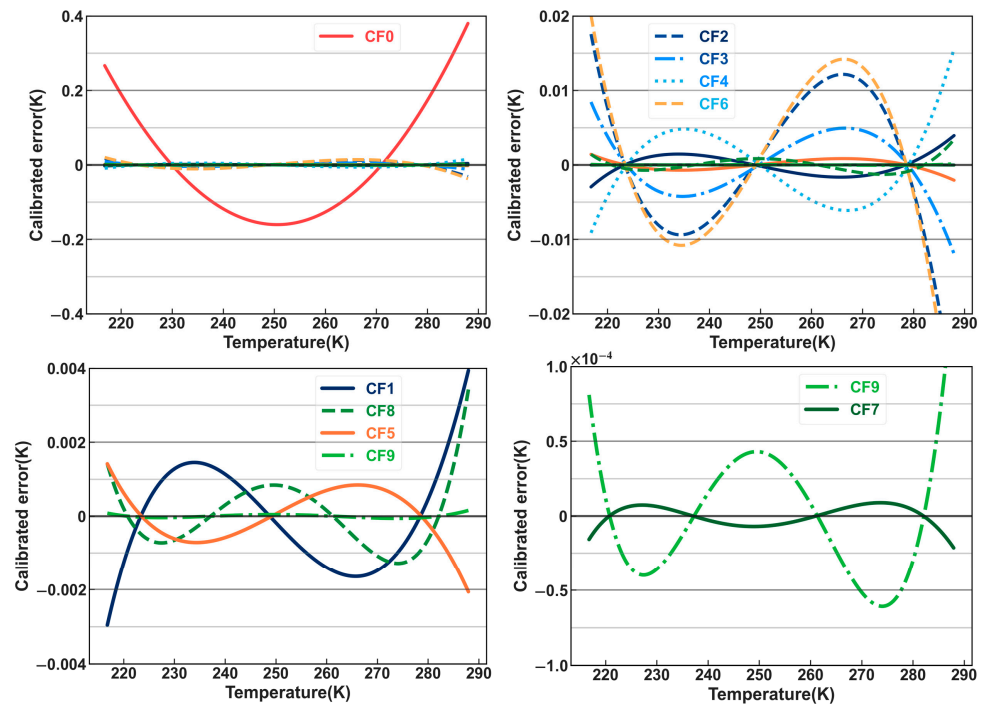 0.4
0.2
0
−0.2
−0.4
Calibrated error(K)
CF0
220 230 240 250 260 270 280 290
Temperature(K)
0.02
0.01
0
−0.01
−0.02
Calibrated error(K)
CF2
CF3
CF4
CF6
220 230 240 250 260 270 280 290
Temperature(K)
0.004
0.002
0
−0.002
−0.004
Calibrated error(K)
CF1
CF8
CF5
CF9
220 230 240 250 260 270 280 290
Temperature(K)
×10⁻⁴
1.0
0.5
0
−0.5
−1.0
Calibrated error(K)
CF9
CF7
220 230 240 250 260 270 280 290
Temperature(K)